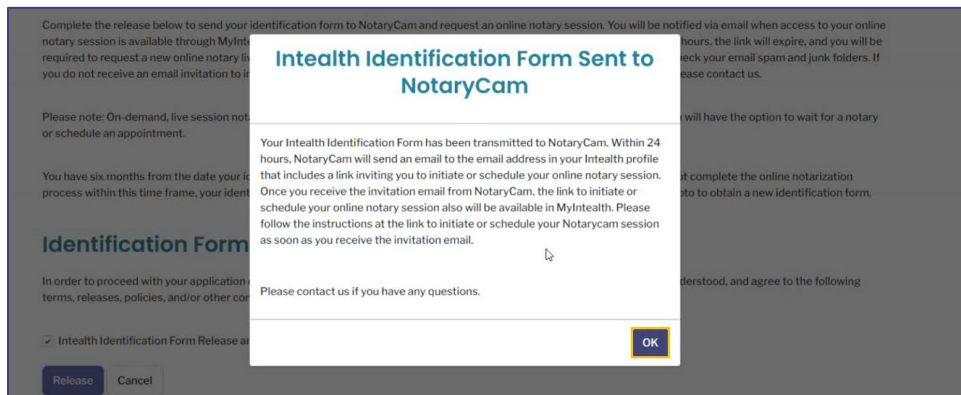 Complete the release below to send your identification form to NotaryCam and request an online notary session. You will be notified via email when access to your online
notary session is available through MyInte hours, the link will expire, and you will be
required to request a new online notary eck your email spam and junk folders. If
you do not receive an email invitation to ease contact us.
Please note: On-demand, live session will have the option to wait for a notary
or schedule an appointment.
You have six months from the date your ot complete the online notarization
process within this time frame, your ident oto to obtain a new identification form.
Identification Form
In order to proceed with your application derstood, and agree to the following
terms, releases, policies, and/or other
Intealth Identification Form Release
Release Cancel
Intealth Identification Form Sent to
NotaryCam
Your Intealth Identification Form has been transmitted to NotaryCam. Within 24
hours, NotaryCam will send an email to the email address in your Intealth profile
that includes a link inviting you to initiate or schedule your online notary session.
Once you receive the invitation email from NotaryCam, the link to initiate or
schedule your online notary session also will be available in MyIntealth. Please
follow the instructions at the link to initiate or schedule your Notarycam session
as soon as you receive the invitation email.
Please contact us if you have any questions.
OK